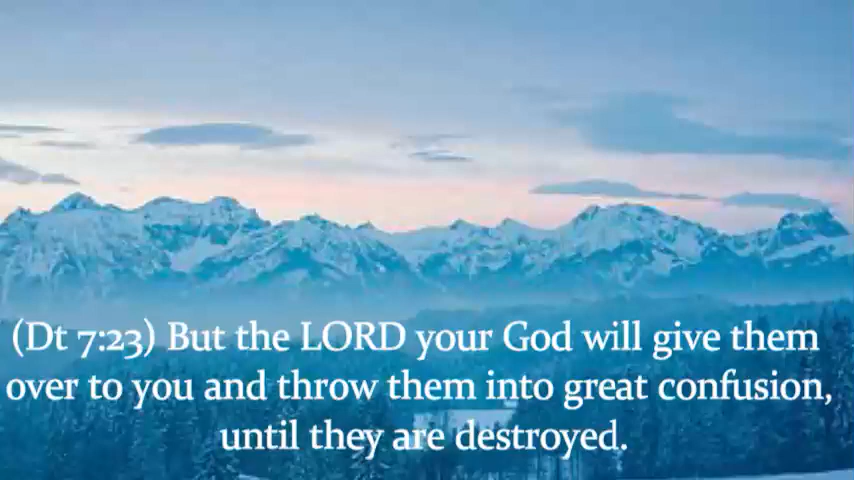 (Dt 7:23) But the LORD your God will give them
over to you and throw them into great confusion,
until they are destroyed.